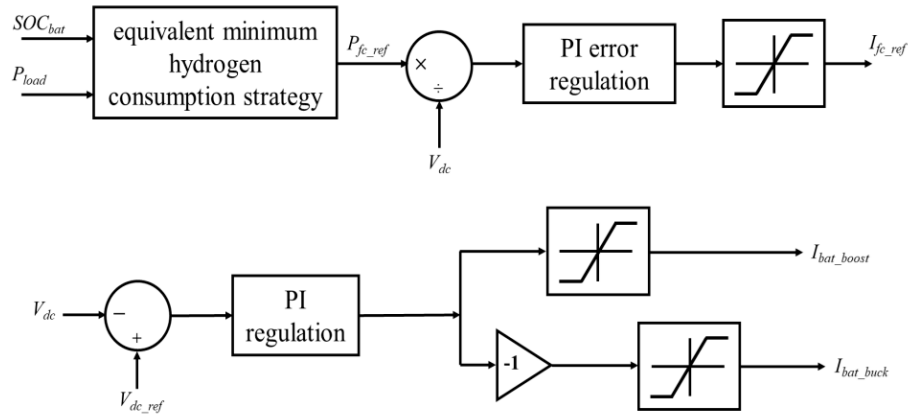 SOC_bat
P_load
equivalent minimum
hydrogen
consumption strategy
P_fc_ref
×
÷
V_dc
PI error
regulation
I_fc_ref
V_dc
−
+
V_dc_ref
PI
regulation
I_bat_boost
-1
I_bat_buck